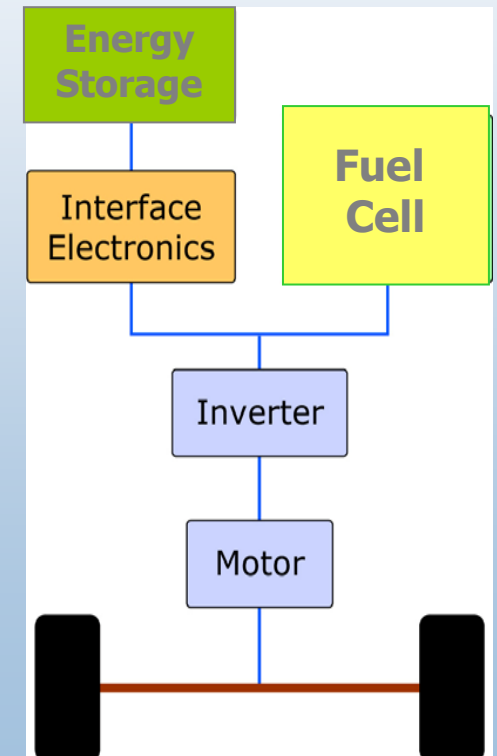 Energy
Storage
Fuel
Cell
Interface
Electronics
Inverter
Motor